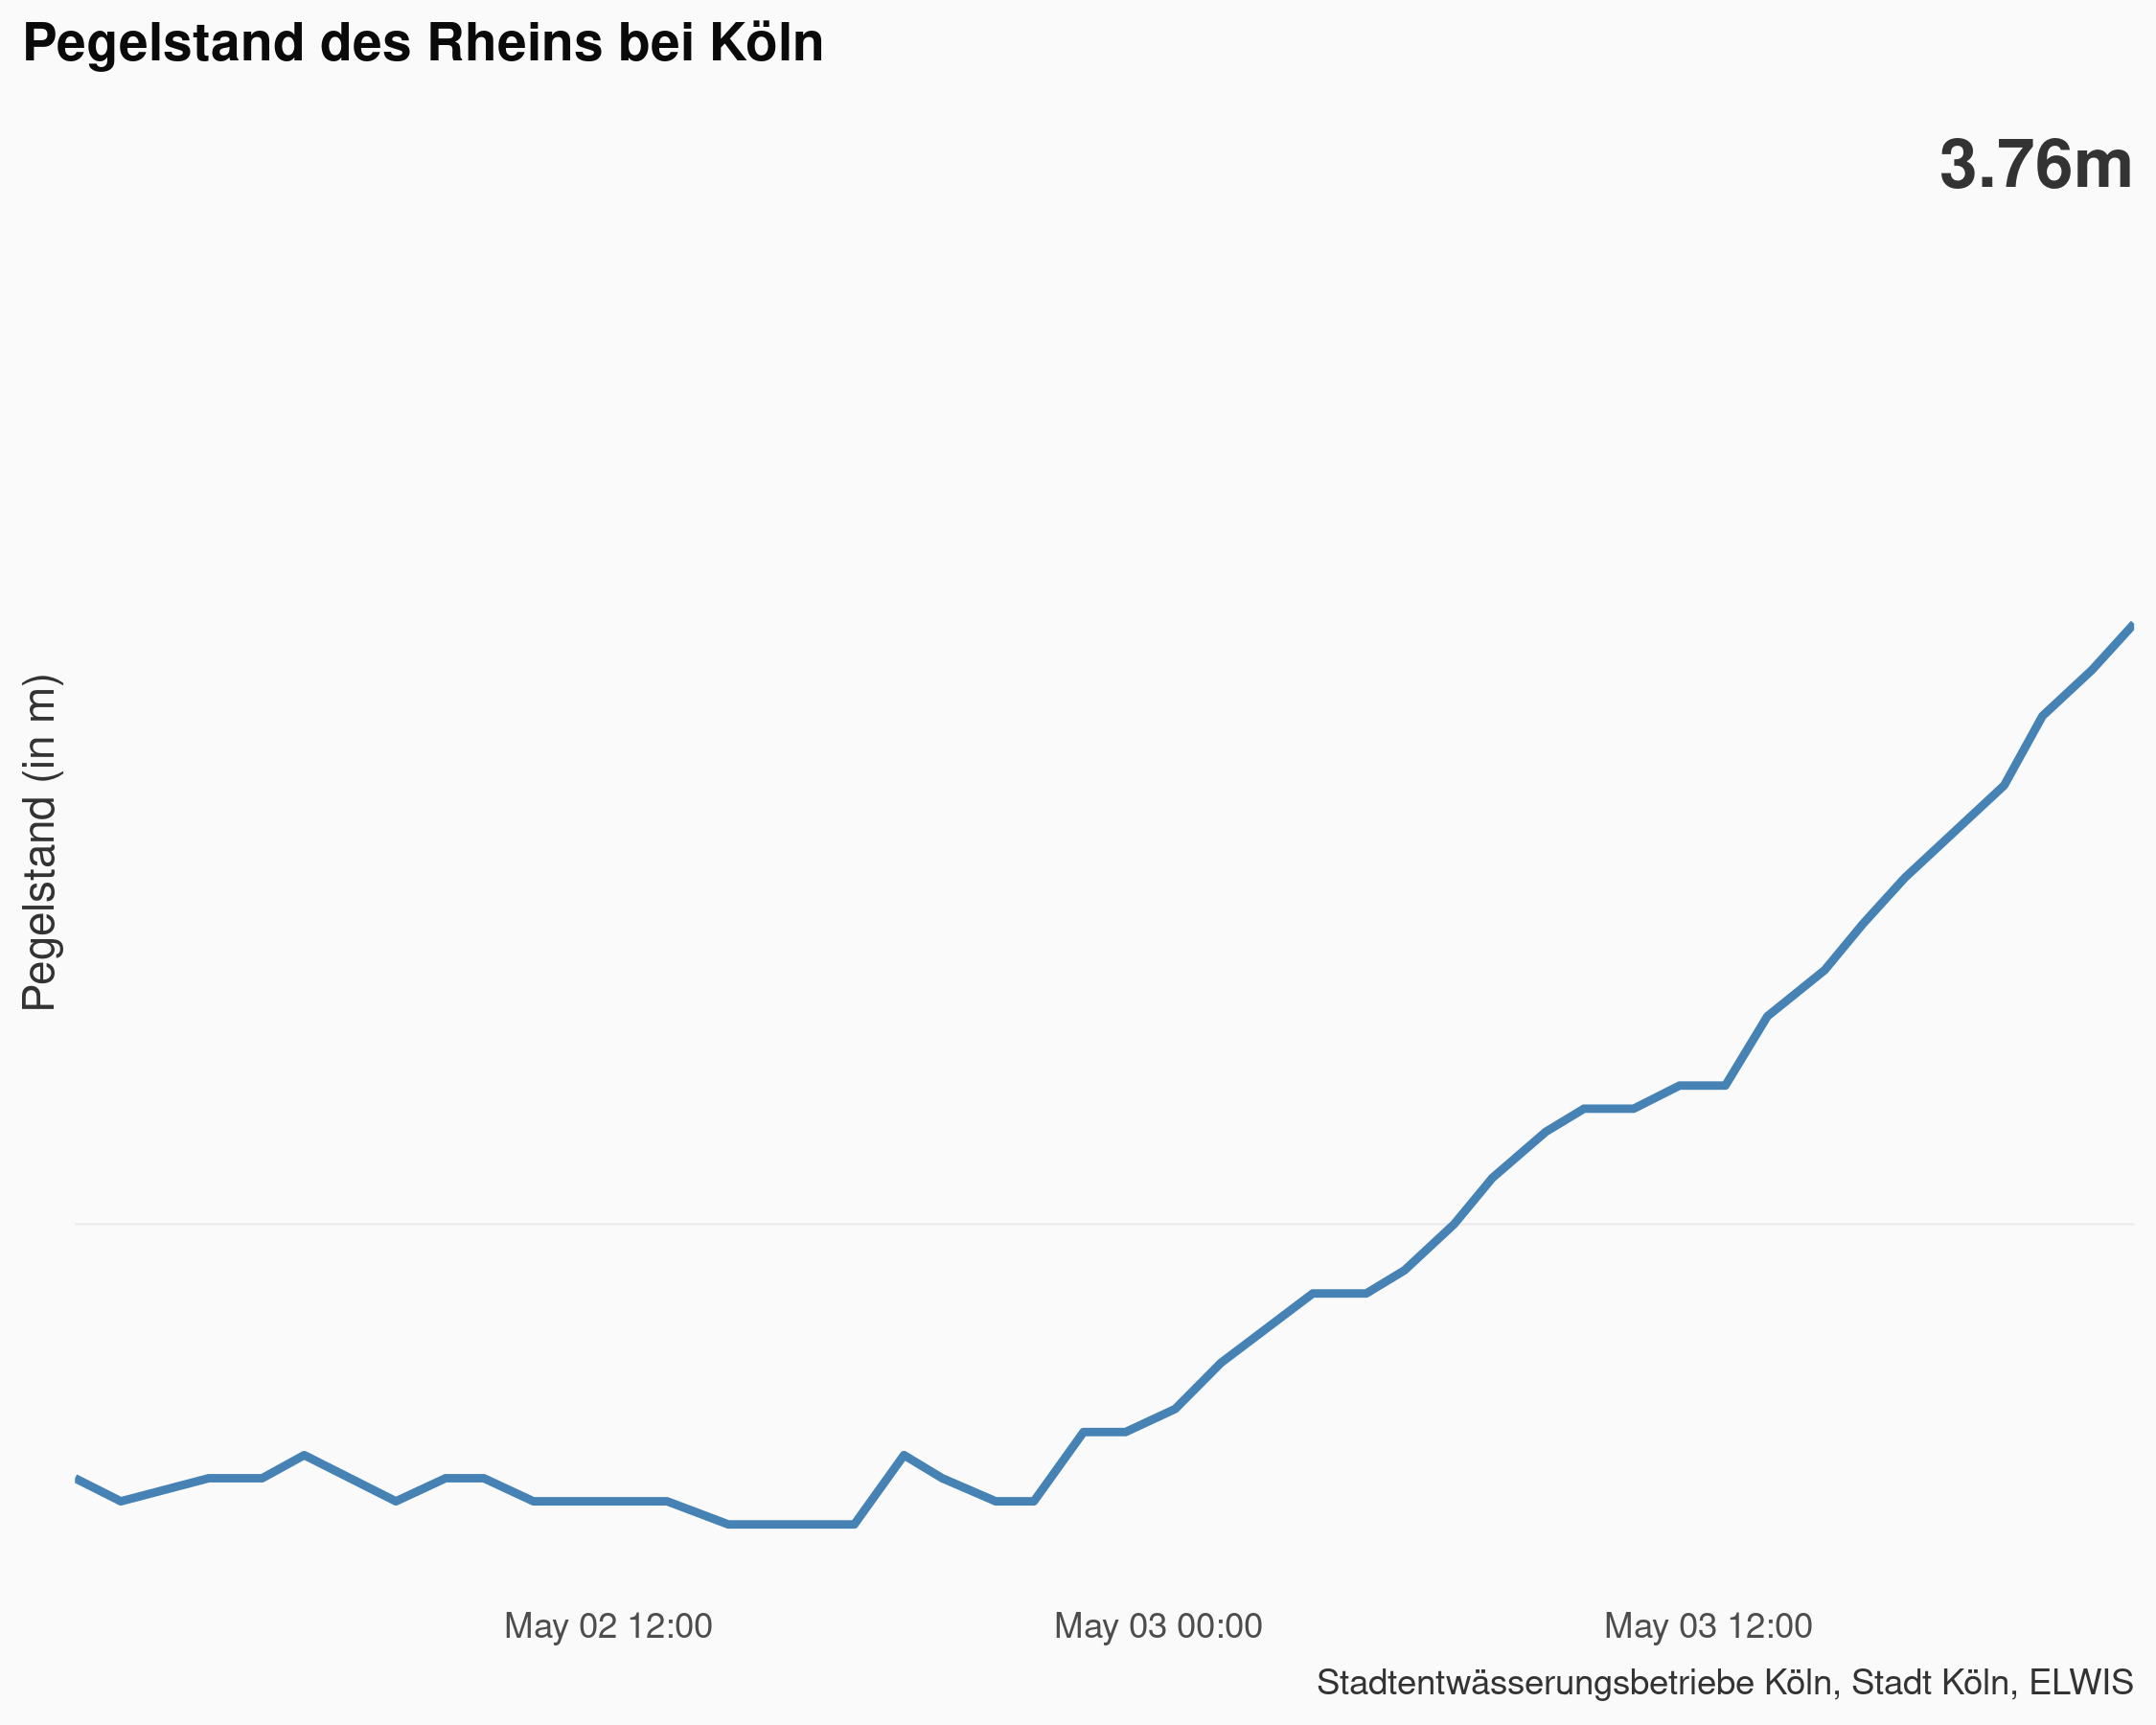 Pegelstand des Rheins bei Köln
3.76m
Pegelstand (in m)
May 02 12:00
May 03 00:00
May 03 12:00
Stadtentwässerungsbetriebe Köln, Stadt Köln, ELWIS